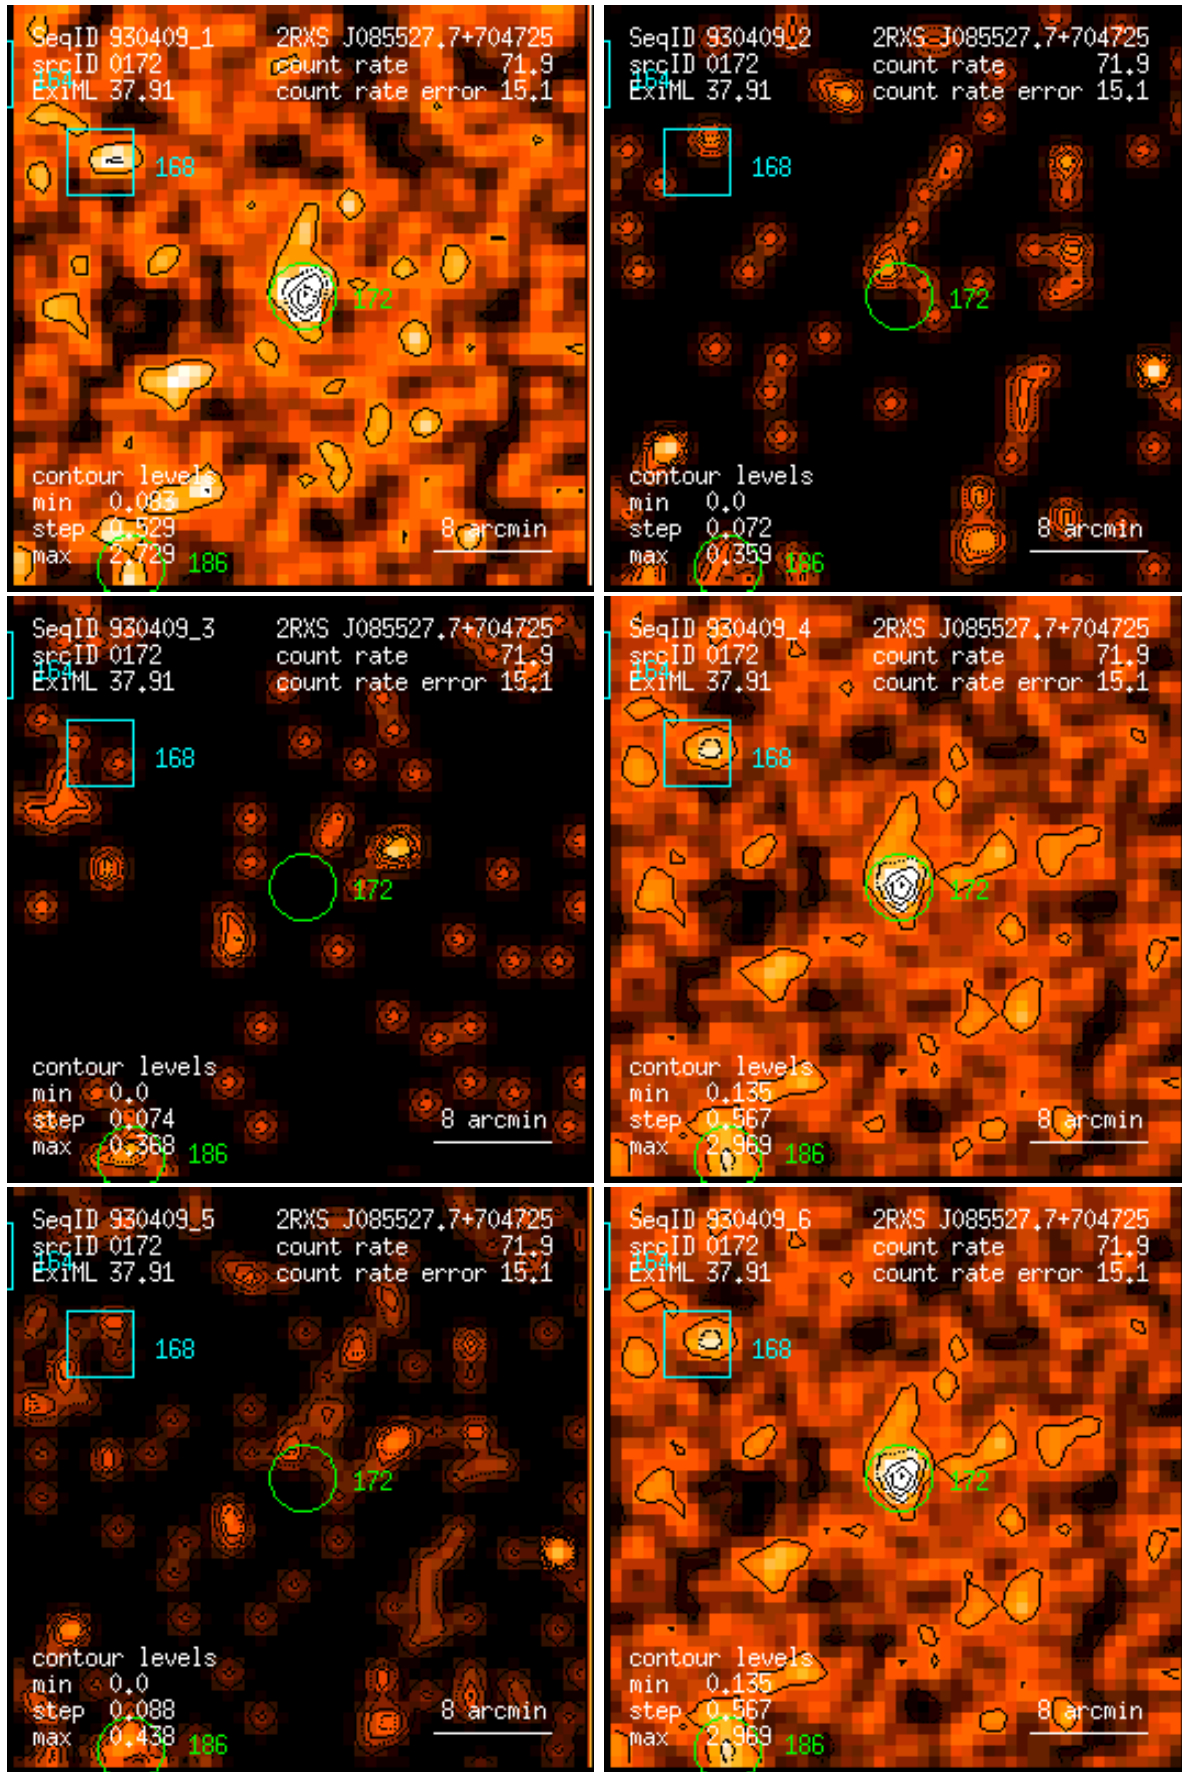 SeqID 930409_1 2RXS J085527.7+704725
srcID 0172 count rate 71.9
164
ExiML 37.91 count rate error 15.1
168
172
contour levels
min 0.083
step 0.529 8 arcmin
max 2.729 186
SeqID 930409_2 2RXS J085527.7+704725
srcID 0172 count rate 71.9
164
ExiML 37.91 count rate error 15.1
168
172
contour levels
min 0.0
step 0.072 8 arcmin
max 0.359 186
SeqID 930409_3 2RXS J085527.7+704725
srcID 0172 count rate 71.9
164
ExiML 37.91 count rate error 15.1
168
172
contour levels
min 0.0
step 0.074 8 arcmin
max 0.368 186
SeqID 930409_4 2RXS J085527.7+704725
srcID 0172 count rate 71.9
164
ExiML 37.91 count rate error 15.1
168
172
contour levels
min 0.135
step 0.567 8 arcmin
max 2.969 186
SeqID 930409_5 2RXS J085527.7+704725
srcID 0172 count rate 71.9
164
ExiML 37.91 count rate error 15.1
168
172
contour levels
min 0.0
step 0.088 8 arcmin
max 0.438 186
SeqID 930409_6 2RXS J085527.7+704725
srcID 0172 count rate 71.9
164
ExiML 37.91 count rate error 15.1
168
172
contour levels
min 0.135
step 0.567 8 arcmin
max 2.969 186